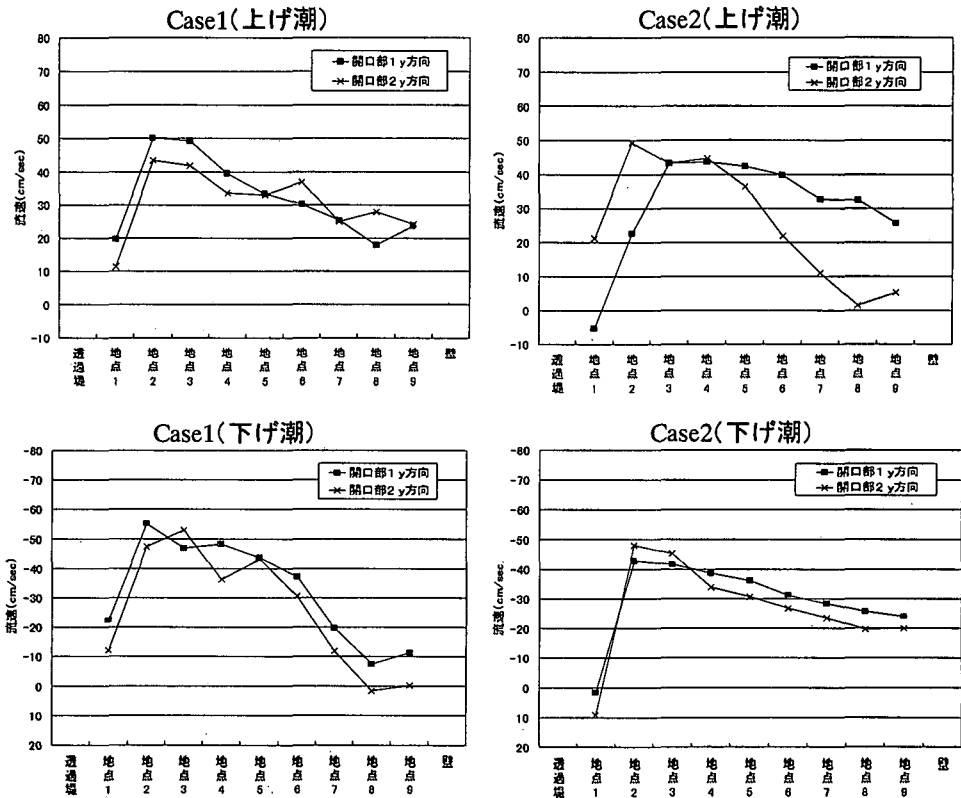 Case1(上げ潮)
80
70
60
50
40
30
20
10
0
-10
流速(cm/sec)
開口部1 y方向
開口部2 y方向
透過堤
地点1
地点2
地点3
地点4
地点5
地点6
地点7
地点8
地点9
壁
Case2(上げ潮)
80
70
60
50
40
30
20
10
0
-10
流速(cm/sec)
開口部1 y方向
開口部2 y方向
透過堤
地点1
地点2
地点3
地点4
地点5
地点6
地点7
地点8
地点9
壁
Case1(下げ潮)
-80
-70
-60
-50
-40
-30
-20
-10
0
10
20
流速(cm/sec)
開口部1 y方向
開口部2 y方向
透過堤
地点1
地点2
地点3
地点4
地点5
地点6
地点7
地点8
地点9
壁
Case2(下げ潮)
-80
-70
-60
-50
-40
-30
-20
-10
0
10
20
流速(cm/sec)
開口部1 y方向
開口部2 y方向
透過堤
地点1
地点2
地点3
地点4
地点5
地点6
地点7
地点8
地点9
壁